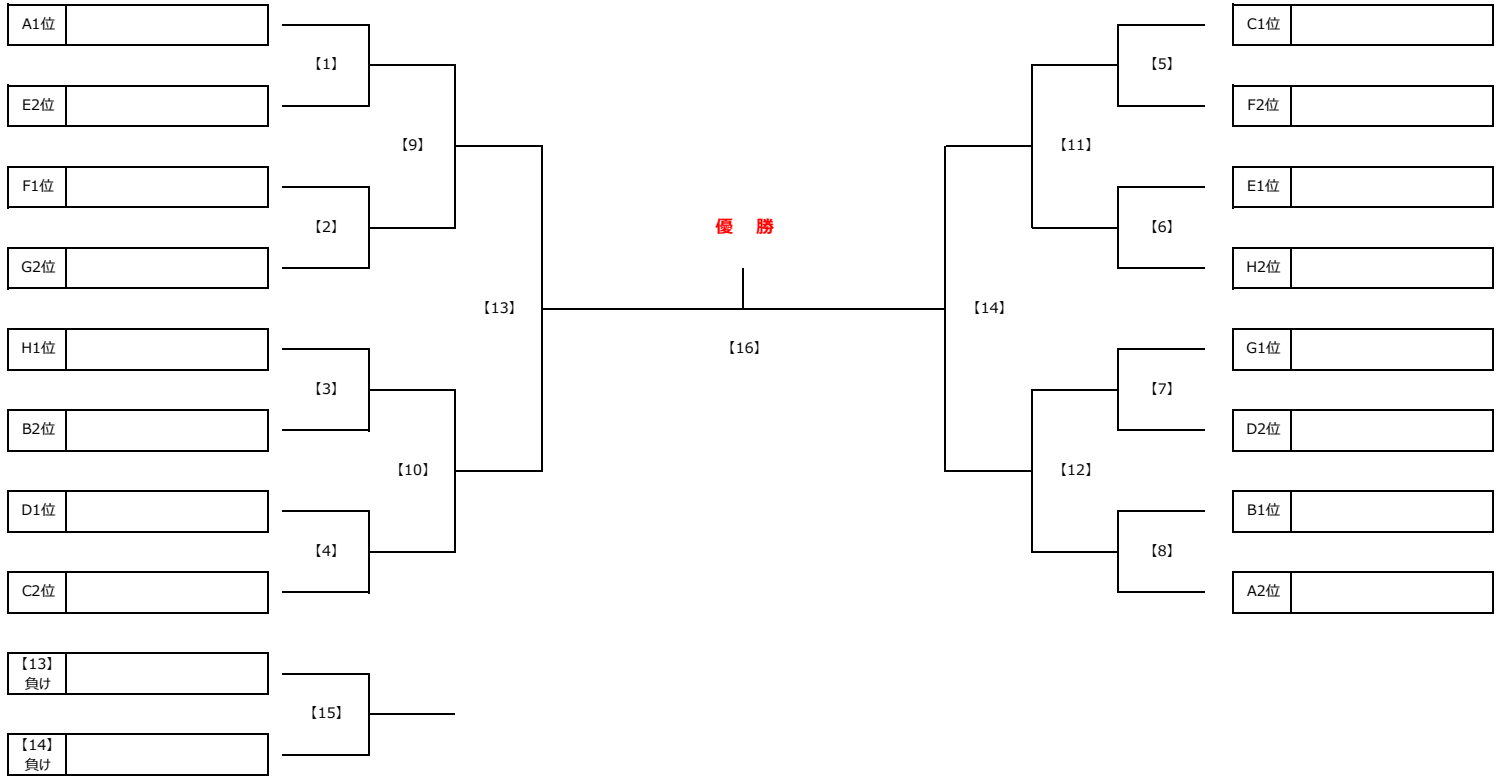 A1位
【1】
E2位
【9】
F1位
【2】
G2位
【13】
H1位
【3】
B2位
【10】
D1位
【4】
C2位
【13】
負け
【15】
【14】
負け
優 勝
【16】
C1位
【5】
F2位
【11】
E1位
【6】
H2位
【14】
G1位
【7】
D2位
【12】
B1位
【8】
A2位